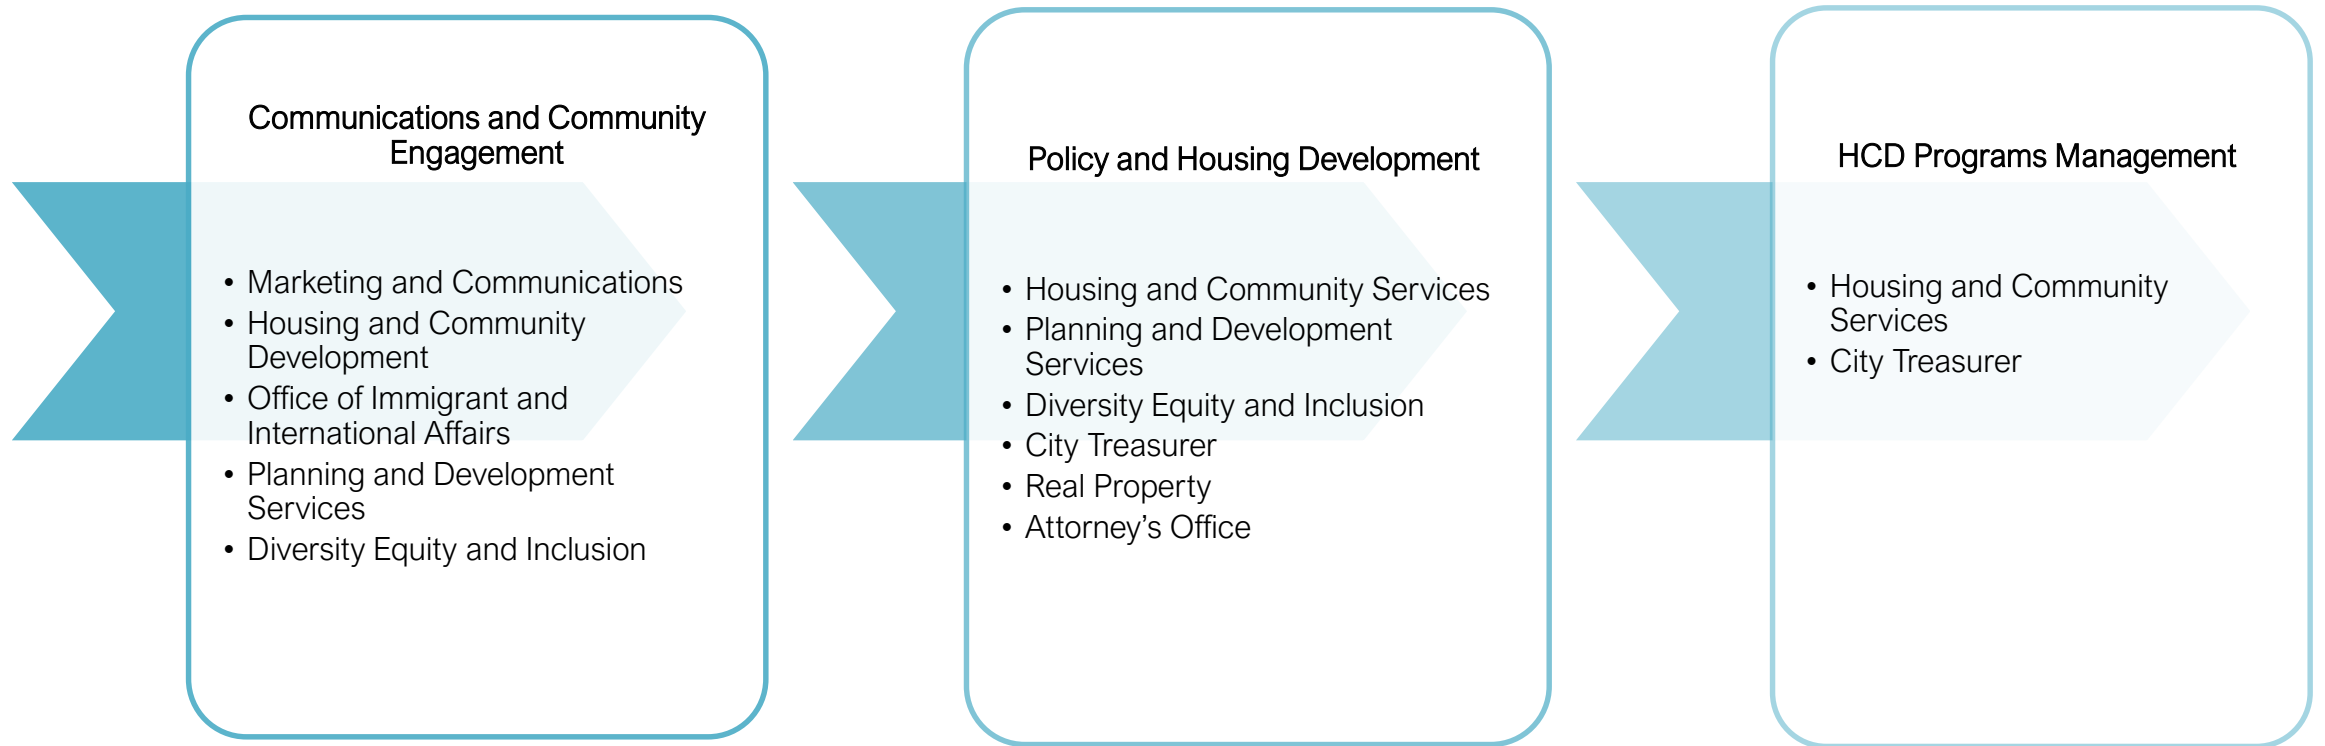 Communications and Community
Engagement
• Marketing and Communications
• Housing and Community
Development
• Office of Immigrant and
International Affairs
• Planning and Development
Services
• Diversity Equity and Inclusion
Policy and Housing Development
• Housing and Community Services
• Planning and Development
Services
• Diversity Equity and Inclusion
• City Treasurer
• Real Property
• Attorney’s Office
HCD Programs Management
• Housing and Community
Services
• City Treasurer